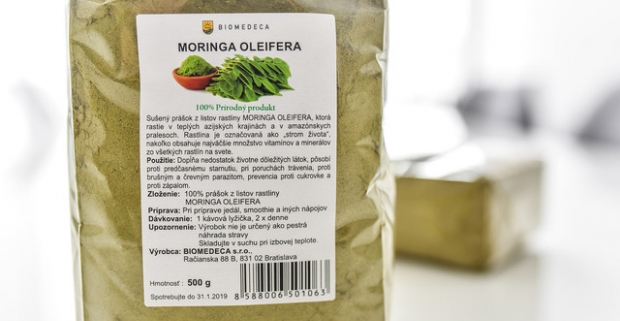 BIOMEDECA
MORINGA OLEIFERA
100% Prírodný produkt
Sušený prášok z listov rastliny MORINGA OLEIFERA, ktorá
rastie v teplých azijských krajinách a v amazónskych
pralesoch. Rastlina je označovaná ako „strom života",
nakoľko obsahuje najväčšie množstvo vitamínov a minerálov
zo všetkých rastlín na svete.
Použitie: Dopĺňa nedostatok životne dôležitých látok, pôsobí
proti predčasnému starnutiu, pri poruchách trávenia, proti
brušným a črevným parazitom, prevencia proti cukrovke a
proti zápalom.
Zloženie: 100% prášok z listov rastliny
MORINGA OLEIFERA
Príprava: Pri príprave jedál, smoothie a iných nápojov
Dávkovanie: 1 kávová lyžička, 2 x denne
Upozornenie: Výrobok nie je určený ako pestrá
náhrada stravy
Skladujte v suchu pri izbovej teplote.
Výrobca: BIOMEDECA s.r.o.,
Račianska 88 B, 831 02 Bratislava
Hmotnosť : 500 g
Spotrebujte do 31.1.2019
8 588006 501063